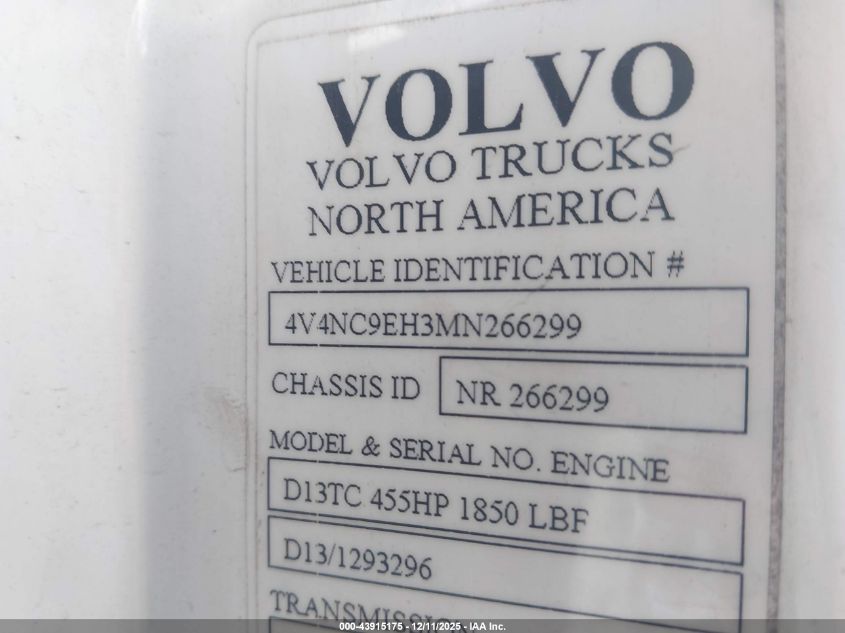 VOLVO
VOLVO TRUCKS
NORTH AMERICA
VEHICLE IDENTIFICATION #
4V4NC9EH3MN266299
CHASSIS ID NR 266299
MODEL & SERIAL NO. ENGINE
D13TC 455HP 1850 LBF
D13/1293296
TRANSMISSION
000-43915175 - 12/11/2025 - IAA Inc.